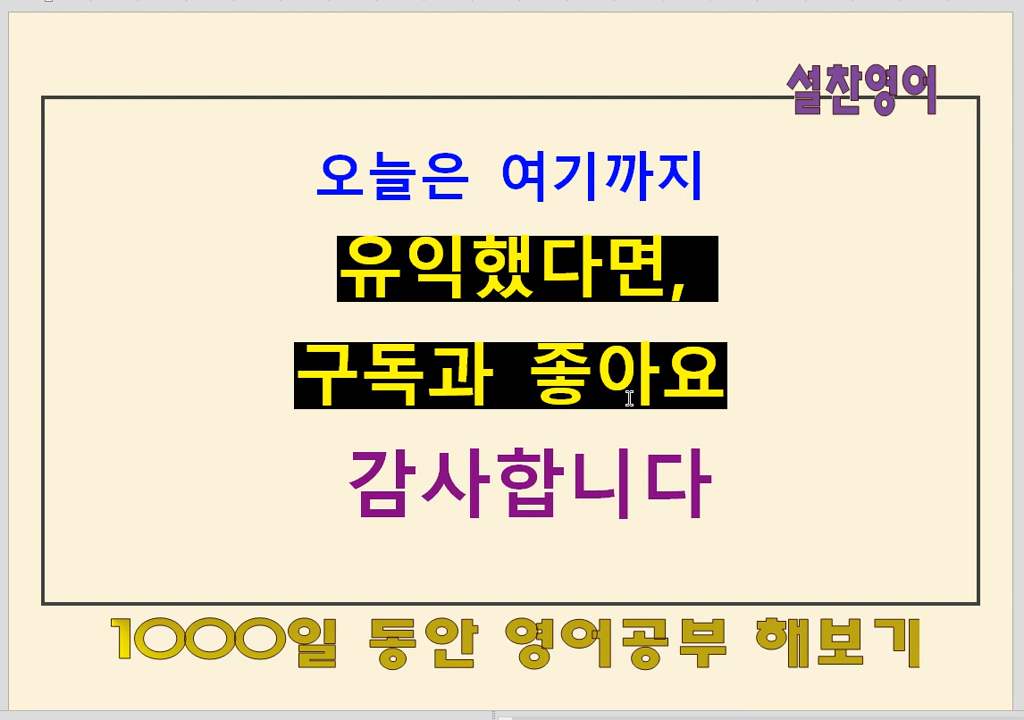 설찬영어
오늘은 여기까지
유익했다면,
구독과 좋아요
감사합니다
1000일 동안 영어공부 해보기